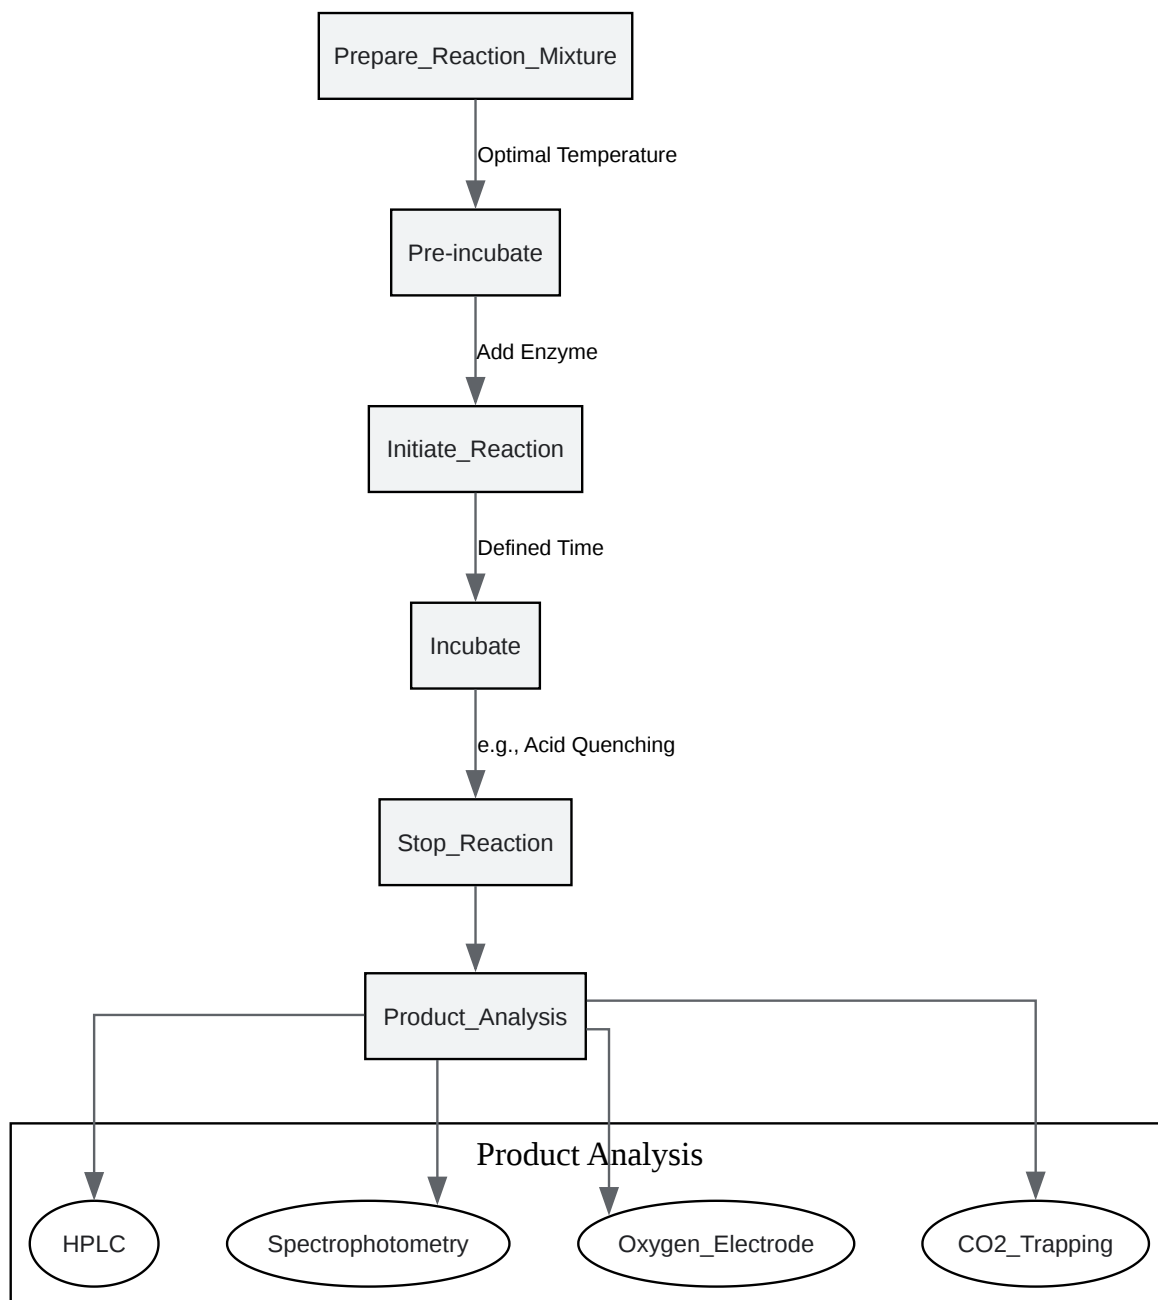 Prepare_Reaction_Mixture
Optimal Temperature
Pre-incubate
Add Enzyme
Initiate_Reaction
Defined Time
Incubate
e.g., Acid Quenching
Stop_Reaction
Product_Analysis
Product Analysis
HPLC
Spectrophotometry
Oxygen_Electrode
CO2_Trapping